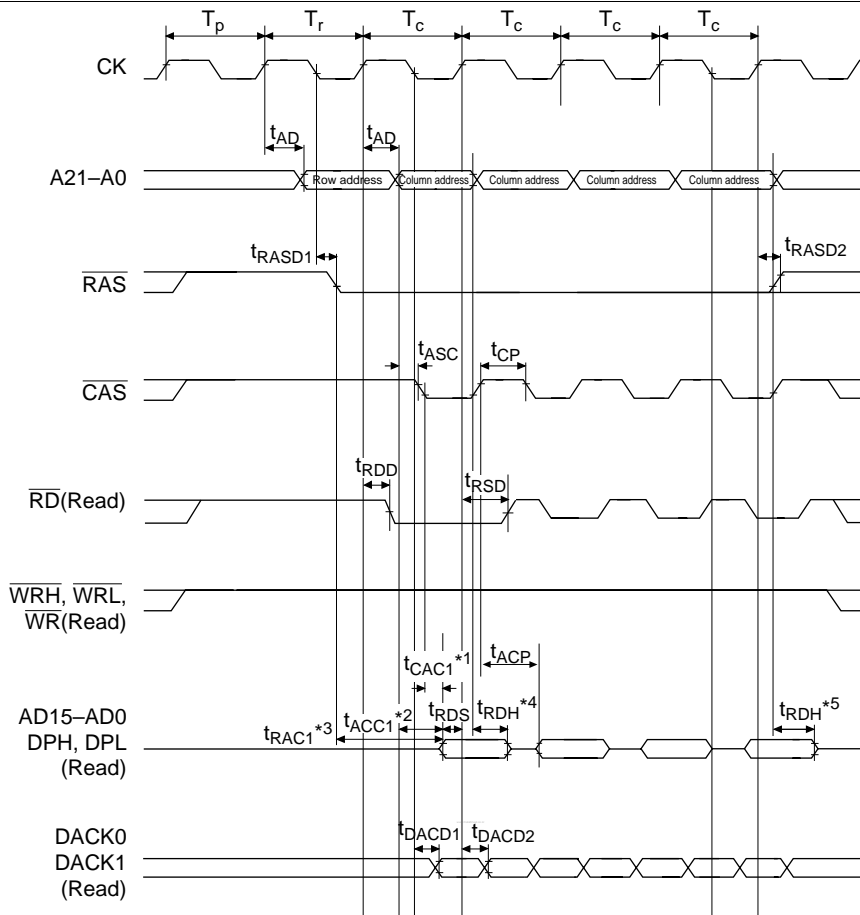 Tp Tr Tc Tc Tc Tc
CK
tAD tAD
A21–A0 Row address Column address Column address Column address Column address
tRASD1 tRASD2
RAS
tASC tCP
CAS
tRDD tRSD
RD(Read)
WRH, WRL,
WR(Read)
tCAC1*1 tACP
AD15–AD0
DPH, DPL
(Read)
tRAC1*3 tACC1*2 tRDS tRDH*4 tRDH*5
DACK0
DACK1
(Read)
tDACD1 tDACD2